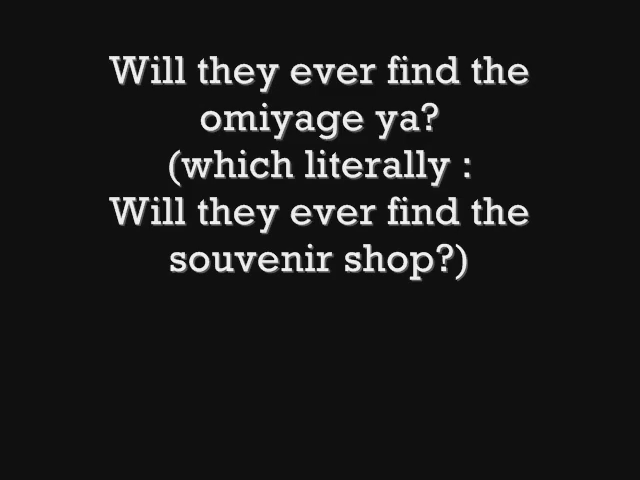 Will they ever find the
omiyage ya?
(which literally :
Will they ever find the
souvenir shop?)